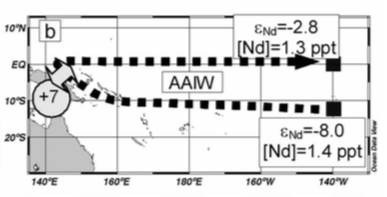 10°N
b
εNd=-2.8
[Nd]=1.3 ppt
EQ
AAIW
+7
10°S
εNd=-8.0
[Nd]=1.4 ppt
20°S
140°E
160°E
180°W
160°W
140°W
Ocean Data View